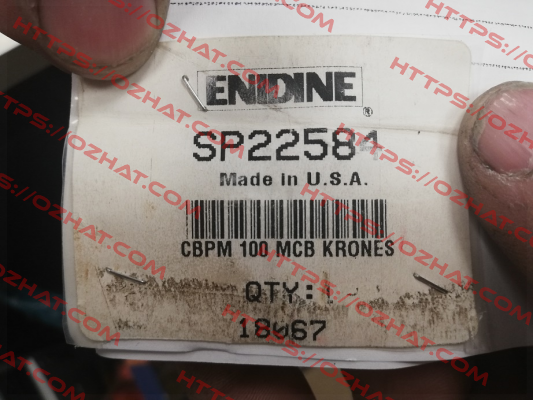 ENIDINE®
SP22584
Made in U.S.A.
CBPM 100 MCB KRONES
QTY:
18067
HTTPS://OZHAT.COM